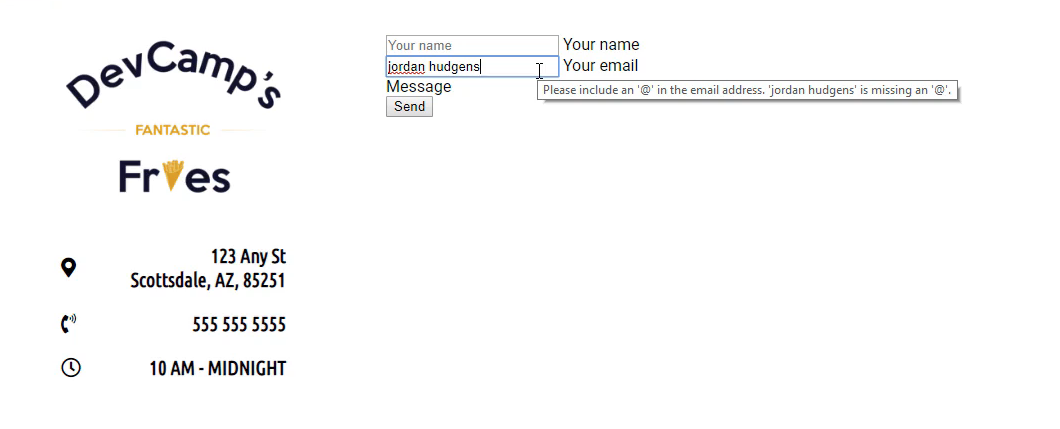 DevCamp's
FANTASTIC
Fries
123 Any St
Scottsdale, AZ, 85251
555 555 5555
10 AM - MIDNIGHT
Your name Your name
jordan hudgens Your email
Please include an '@' in the email address. 'jordan hudgens' is missing an '@'.
Message
Send